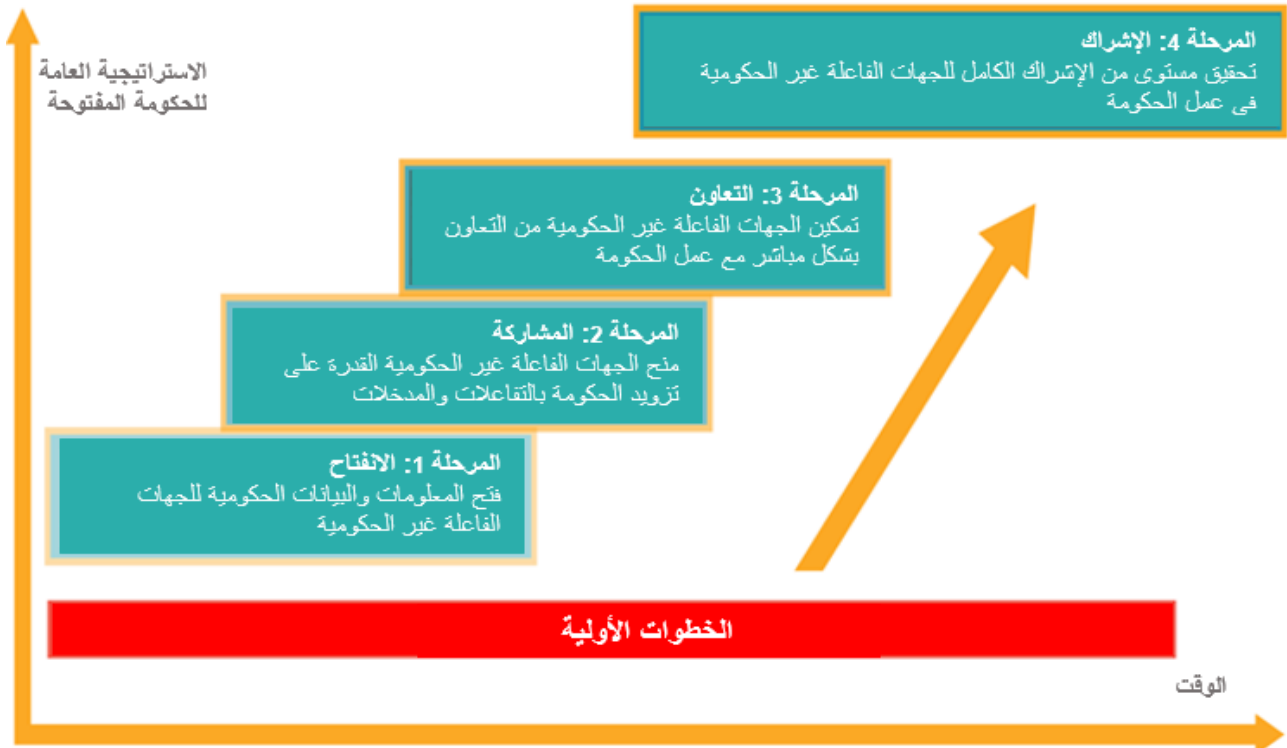 المرحلة 4: الإشراك
تحقيق مستوى من الإشراك الكامل للجهات الفاعلة غير الحكومية
فى عمل الحكومة
الاستراتيجية العامة
للحكومة المفتوحة
المرحلة 3: التعاون
تمكين الجهات الفاعلة غير الحكومية من التعاون
بشكل مباشر مع عمل الحكومة
المرحلة 2: المشاركة
منح الجهات الفاعلة غير الحكومية القدرة على
تزويد الحكومة بالتفاعلات والمدخلات
المرحلة 1: الانفتاح
فتح المعلومات والبيانات الحكومية للجهات
الفاعلة غير الحكومية
الخطوات الأولية
الوقت